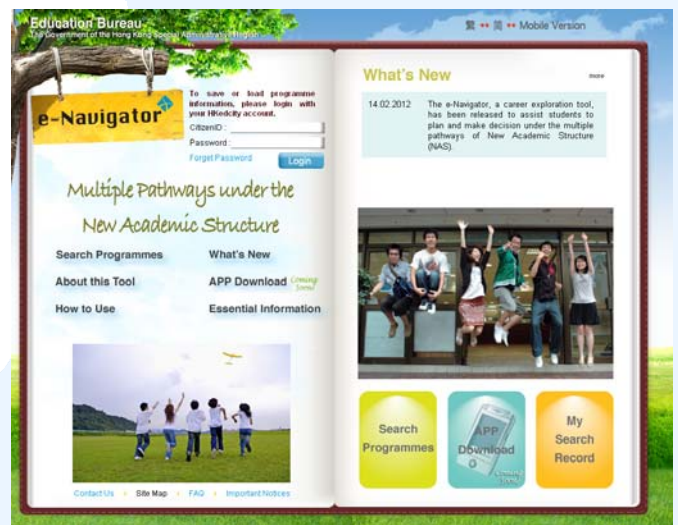 Education Bureau
The Government of the Hong Kong Special Administrative Region
繁 简 Mobile Version
e-Navigator
To save or load programme
information, please login with
your HKedcity account.
CitizenID :
Password :
Forget Password Login
Multiple Pathways under the
New Academic Structure
Search Programmes What's New
About this Tool APP Download Coming Soon!
How to Use Essential Information
Contact Us Site Map FAQ Important Notices
What's New more
14.02.2012 The e-Navigator, a career exploration tool,
has been released to assist students to
plan and make decision under the multiple
pathways of New Academic Structure
(NAS).
Search
Programmes
APP
Download
Coming
Soon!
My
Search
Record